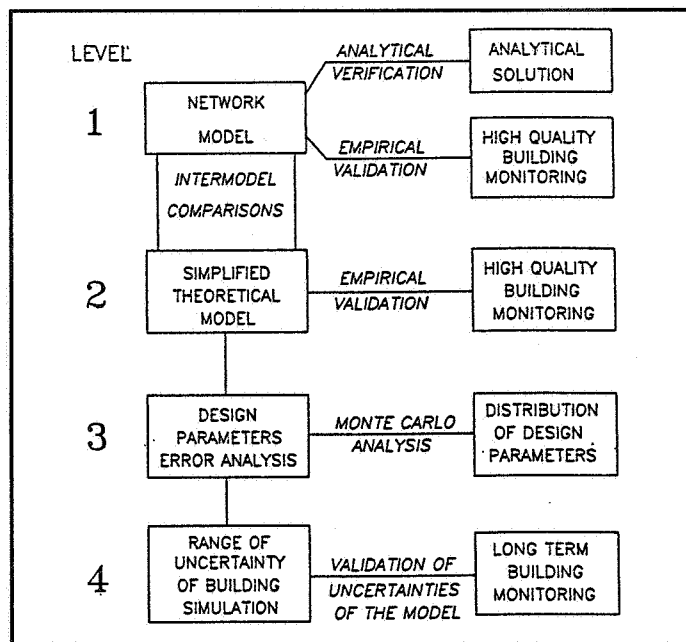 LEVEL
1
NETWORK
MODEL
ANALYTICAL
VERIFICATION
ANALYTICAL
SOLUTION
EMPIRICAL
VALIDATION
HIGH QUALITY
BUILDING
MONITORING
INTERMODEL
COMPARISONS
2
SIMPLIFIED
THEORETICAL
MODEL
EMPIRICAL
VALIDATION
HIGH QUALITY
BUILDING
MONITORING
3
DESIGN
PARAMETERS
ERROR ANALYSIS
MONTE CARLO
ANALYSIS
DISTRIBUTION
OF DESIGN
PARAMETERS
4
RANGE OF
UNCERTAINTY
OF BUILDING
SIMULATION
VALIDATION OF
UNCERTAINTIES
OF THE MODEL
LONG TERM
BUILDING
MONITORING